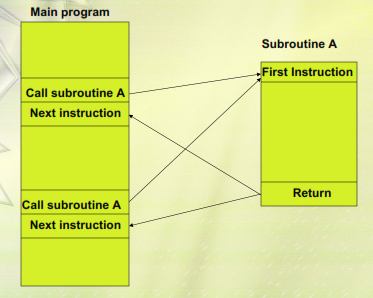 Main program
Call subroutine A
Next instruction
Call subroutine A
Next instruction
Subroutine A
First Instruction
Return